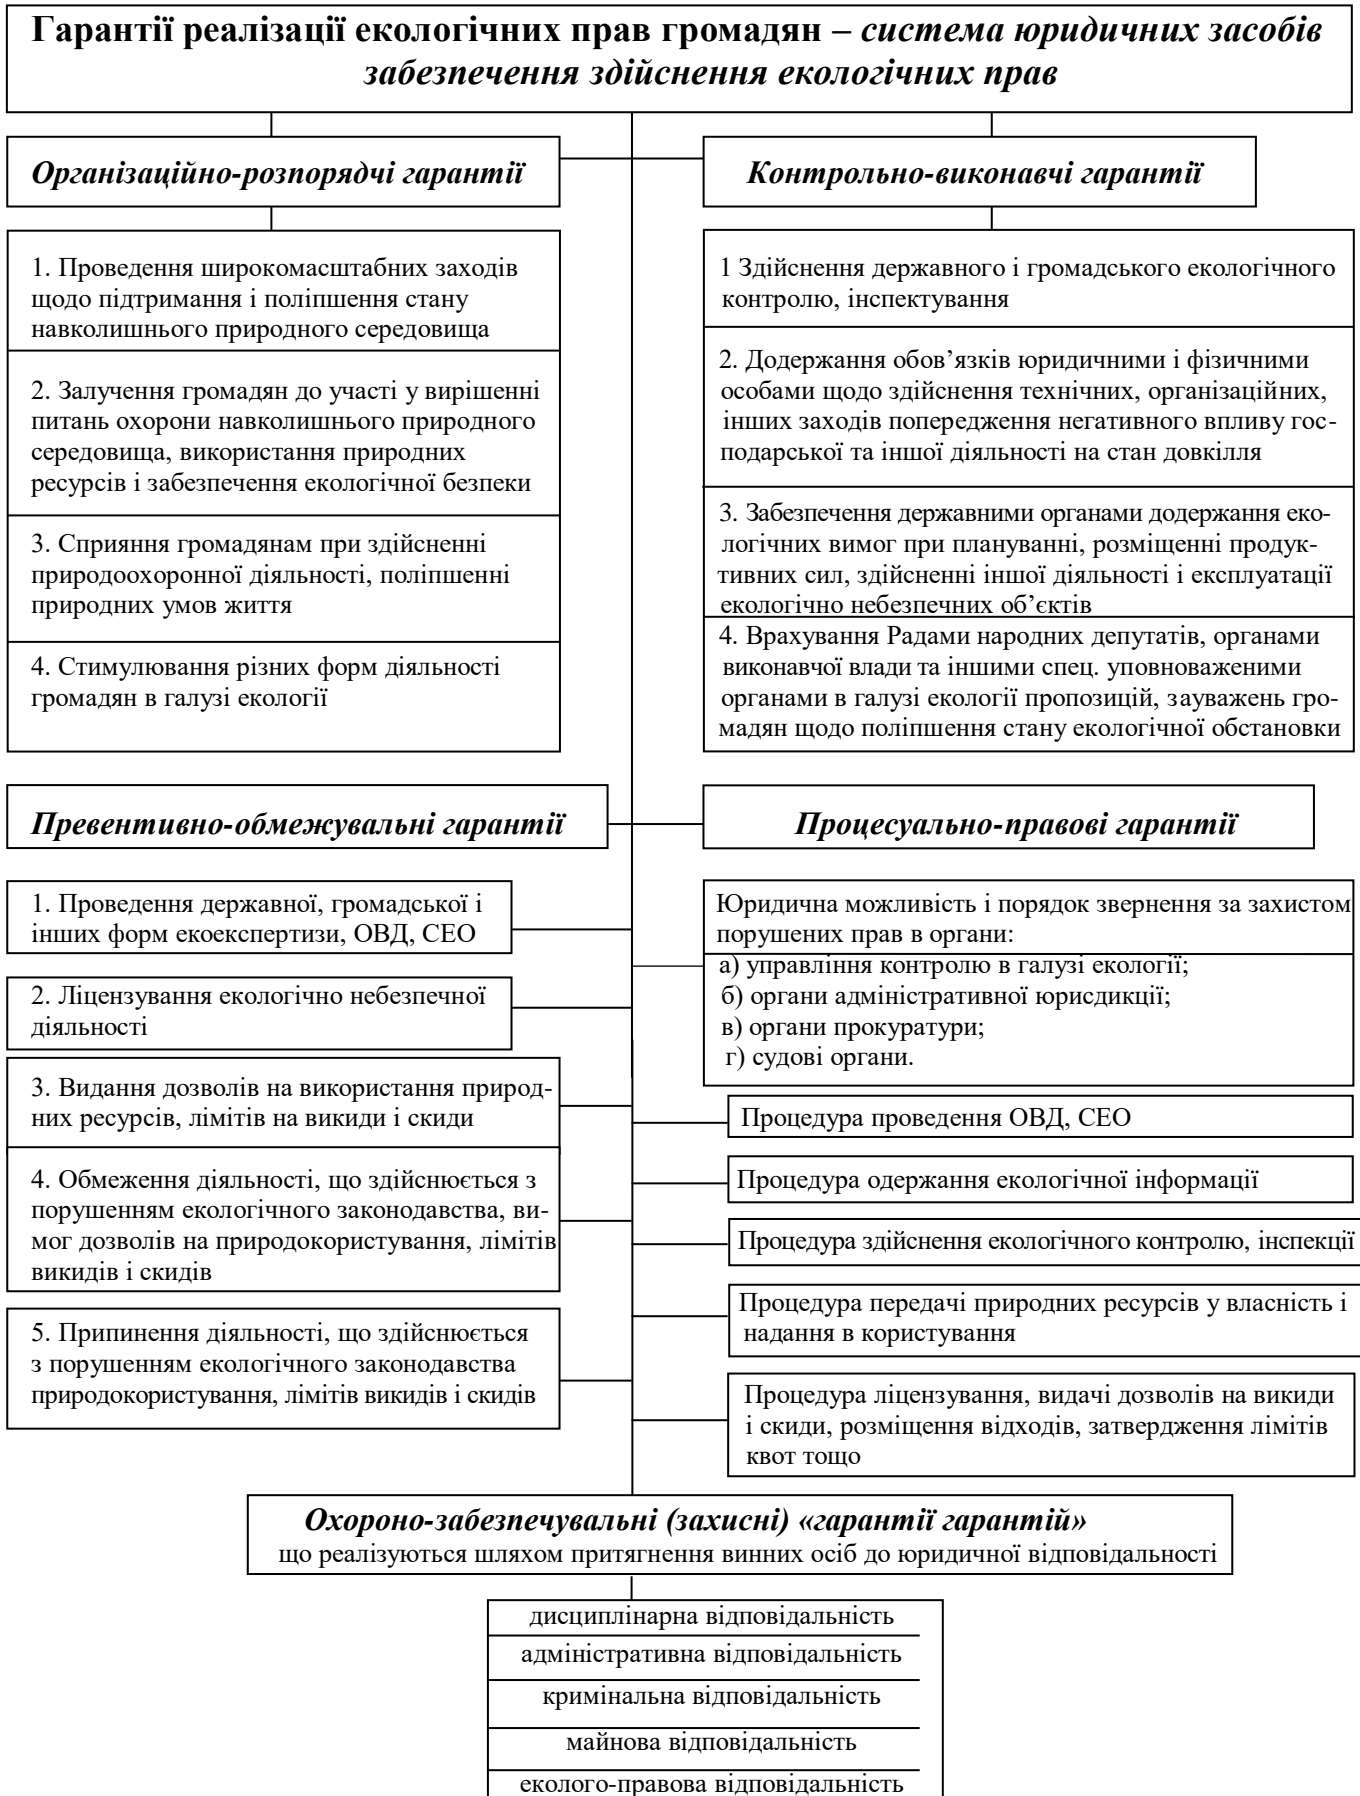 Гарантії реалізації екологічних прав громадян – система юридичних засобів
забезпечення здійснення екологічних прав
Організаційно-розпорядчі гарантії
1. Проведення широкомасштабних заходів
щодо підтримання і поліпшення стану
навколишнього природного середовища
2. Залучення громадян до участі у вирішенні
питань охорони навколишнього природного
середовища, використання природних
ресурсів і забезпечення екологічної безпеки
3. Сприяння громадянам при здійсненні
природоохоронної діяльності, поліпшенні
природних умов життя
4. Стимулювання різних форм діяльності
громадян в галузі екології
Контрольно-виконавчі гарантії
1 Здійснення державного і громадського екологічного
контролю, інспектування
2. Додержання обов’язків юридичними і фізичними
особами щодо здійснення технічних, організаційних,
інших заходів попередження негативного впливу гос-
подарської та іншої діяльності на стан довкілля
3. Забезпечення державними органами додержання еко-
логічних вимог при плануванні, розміщенні продук-
тивних сил, здійсненні іншої діяльності і експлуатації
екологічно небезпечних об’єктів
4. Врахування Радами народних депутатів, органами
виконавчої влади та іншими спец. уповноваженими
органами в галузі екології пропозицій, зауважень гро-
мадян щодо поліпшення стану екологічної обстановки
Превентивно-обмежувальні гарантії
1. Проведення державної, громадської і
інших форм екоекспертизи, ОВД, СЕО
2. Ліцензування екологічно небезпечної
діяльності
3. Видання дозволів на використання природ-
них ресурсів, лімітів на викиди і скиди
4. Обмеження діяльності, що здійснюється з
порушенням екологічного законодавства, ви-
мог дозволів на природокористування, лімітів
викидів і скидів
5. Припинення діяльності, що здійснюється
з порушенням екологічного законодавства
природокористування, лімітів викидів і скидів
Процесуально-правові гарантії
Юридична можливість і порядок звернення за захистом
порушених прав в органи:
а) управління контролю в галузі екології;
б) органи адміністративної юрисдикції;
в) органи прокуратури;
г) судові органи.
Процедура проведення ОВД, СЕО
Процедура одержання екологічної інформації
Процедура здійснення екологічного контролю, інспекції
Процедура передачі природних ресурсів у власність і
надання в користування
Процедура ліцензування, видачі дозволів на викиди
і скиди, розміщення відходів, затвердження лімітів
квот тощо
Охороно-забезпечувальні (захисні) «гарантії гарантій»
що реалізуються шляхом притягнення винних осіб до юридичної відповідальності
дисциплінарна відповідальність
адміністративна відповідальність
кримінальна відповідальність
майнова відповідальність
еколого-правова відповідальність